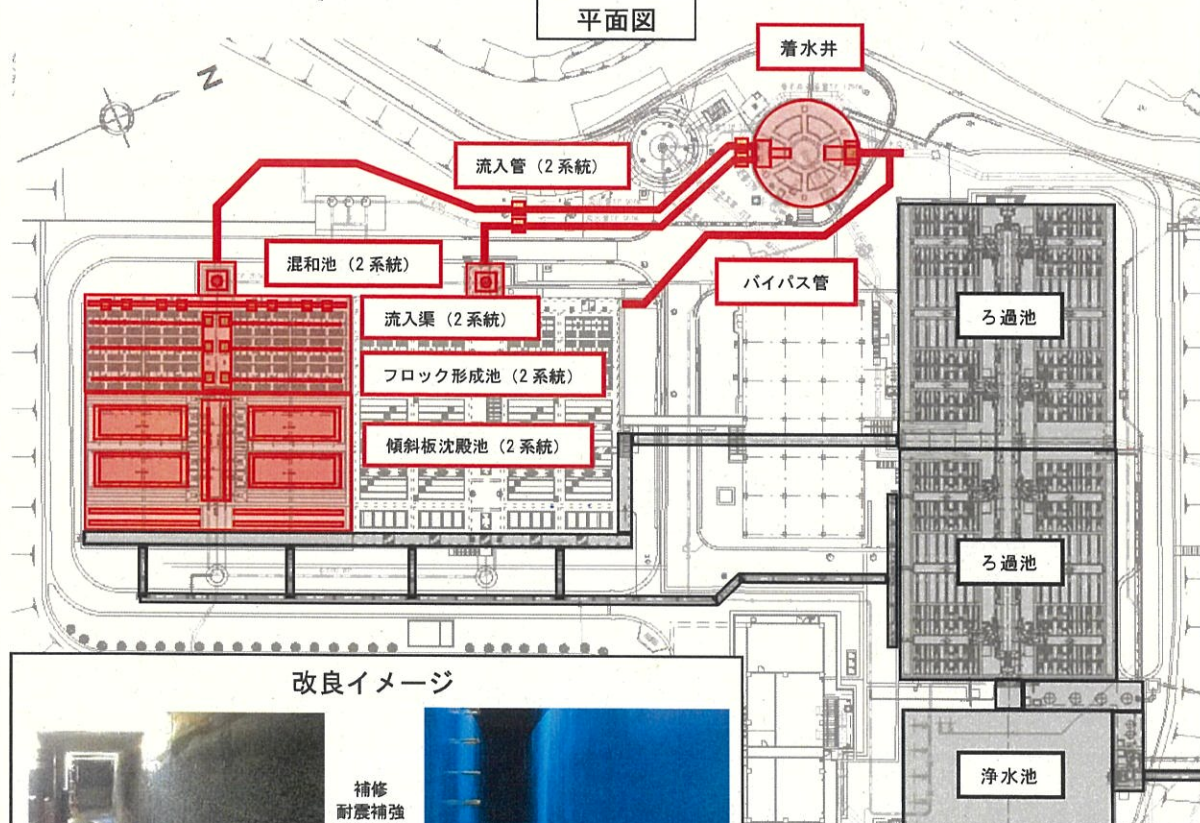 平面図
着水井
N
流入管（2系統）
混和池（2系統）
バイパス管
流入渠（2系統）
ろ過池
フロック形成池（2系統）
傾斜板沈殿池（2系統）
ろ過池
改良イメージ
浄水池
補修
耐震補強